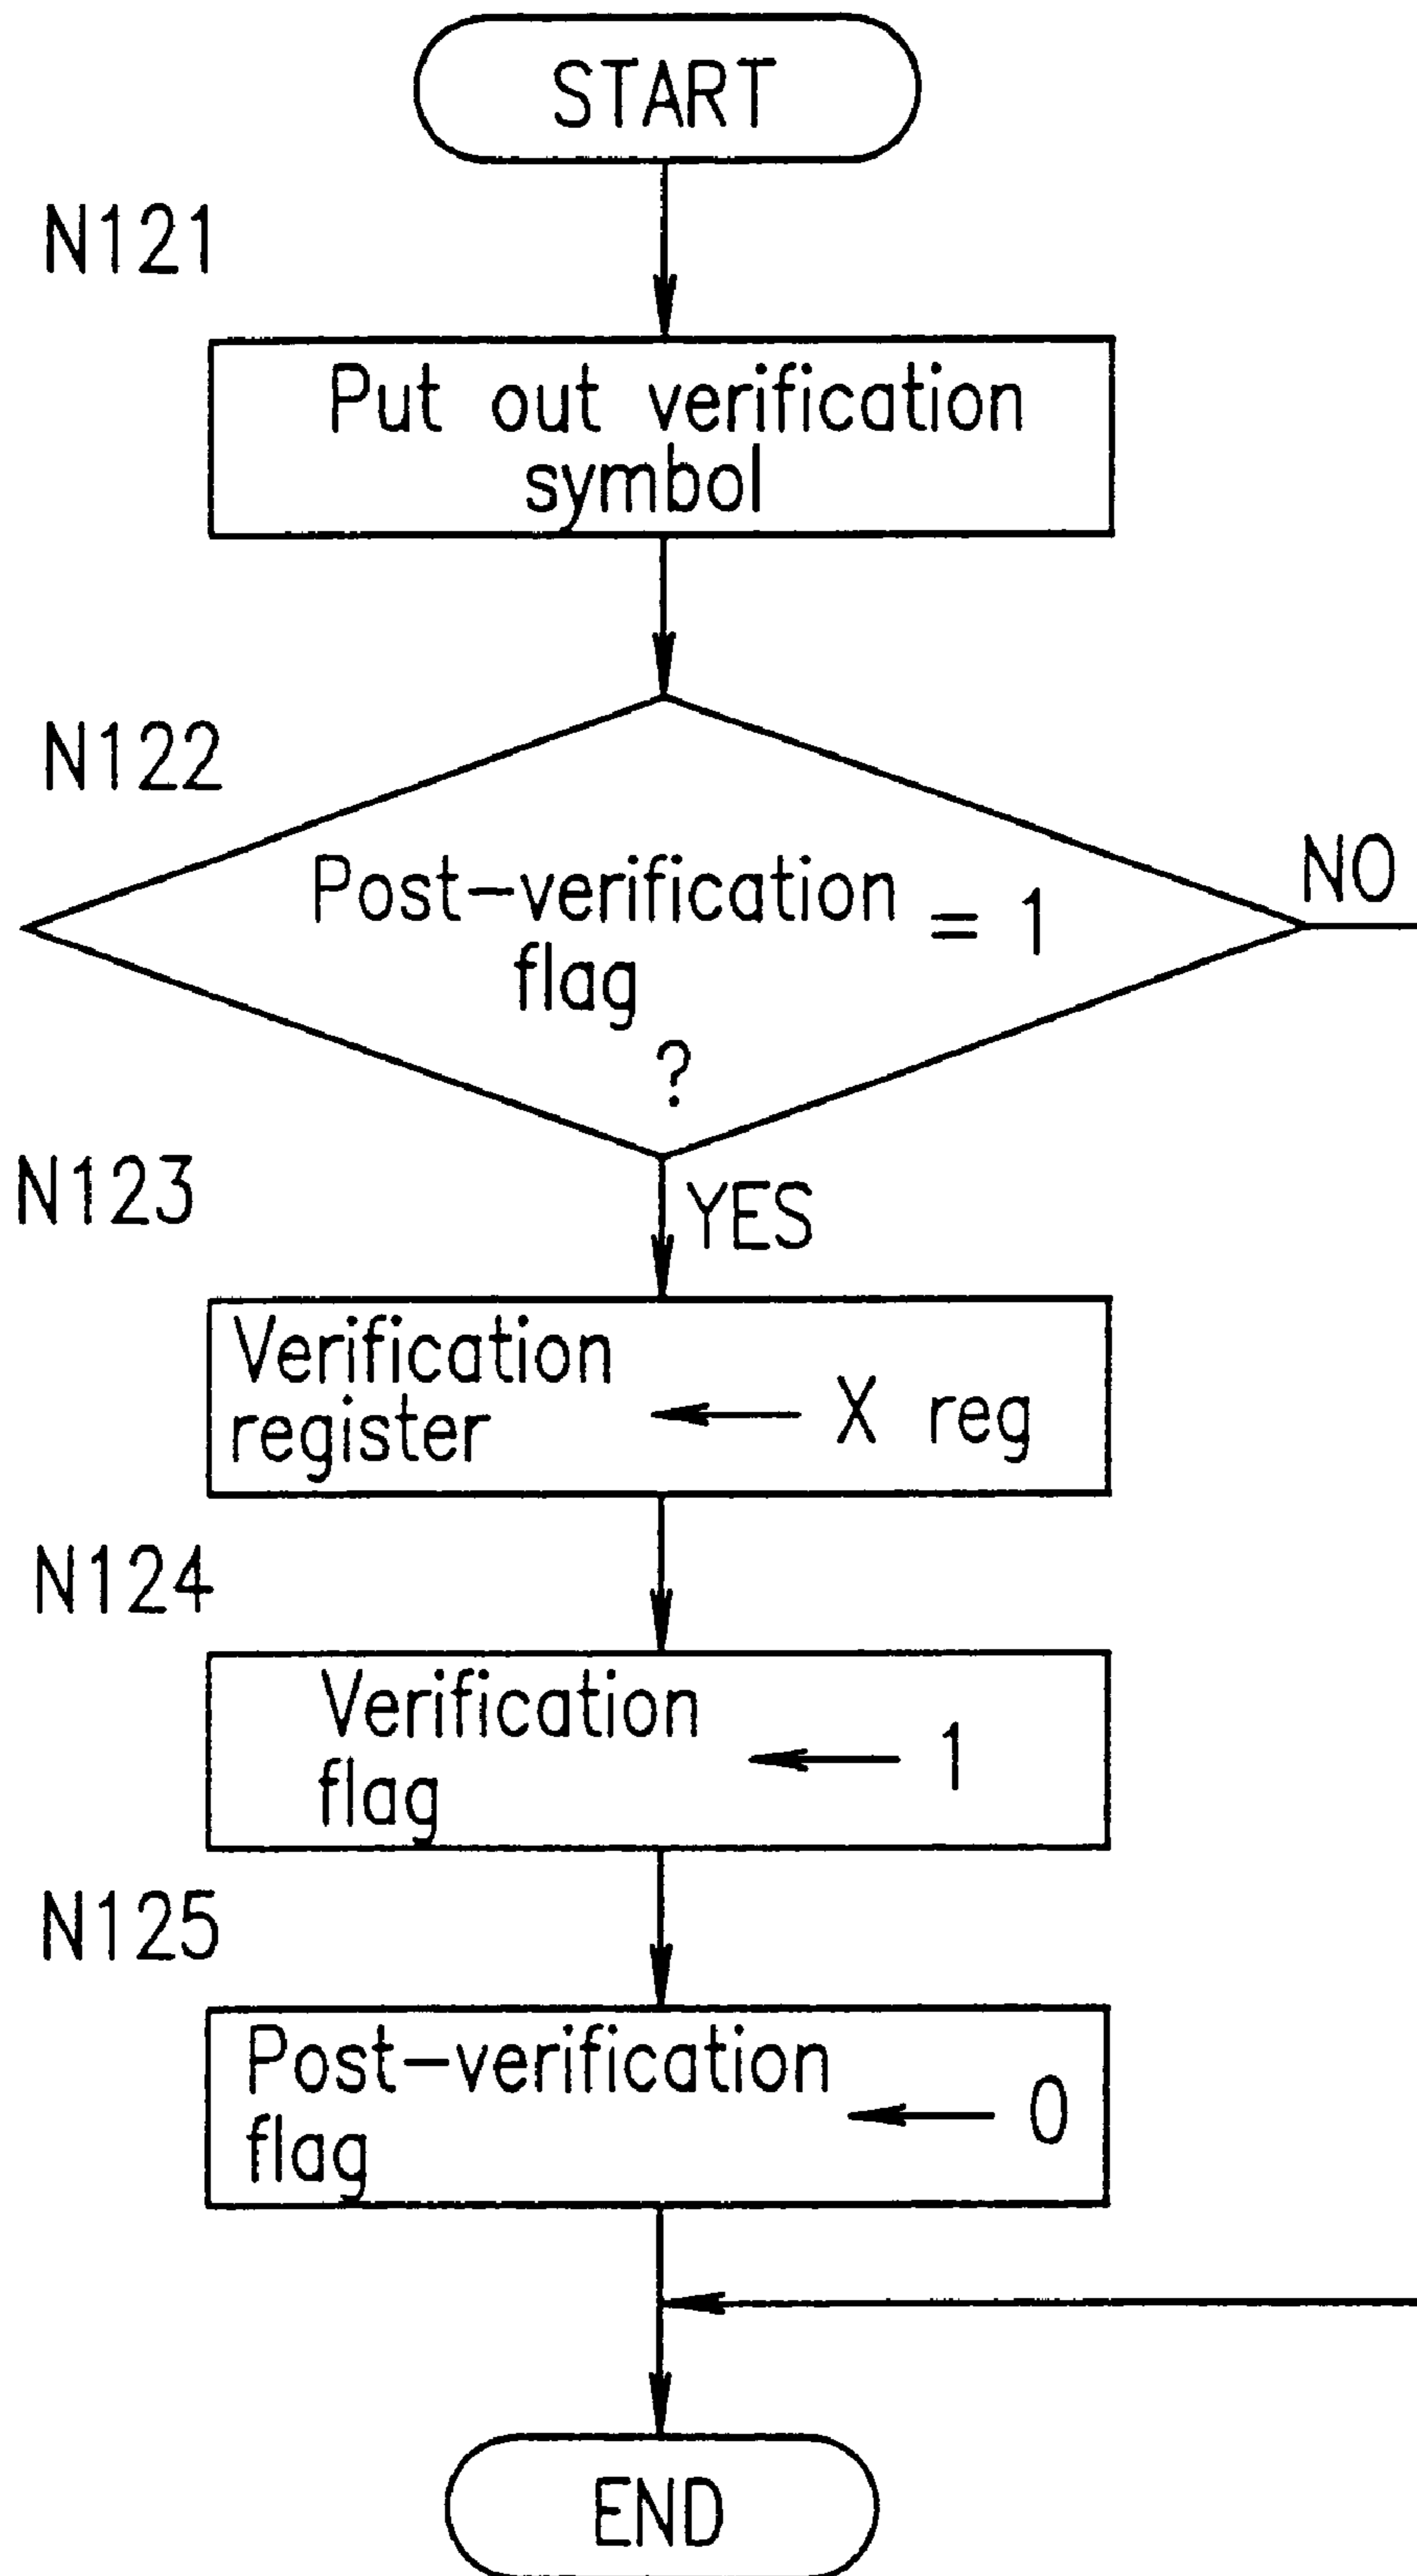 START
N121
Put out verification
symbol
N122
NO
Post-verification
flag
= 1
?
N123
YES
Verification
register
X reg
N124
Verification
flag
1
N125
Post-verification
flag
0
END